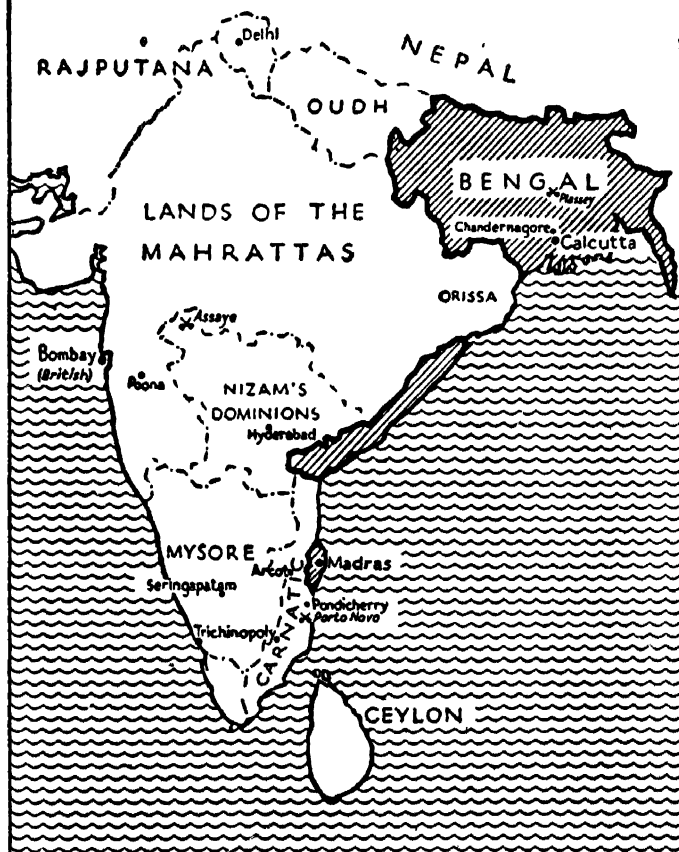 Delhi
NEPAL
RAJPUTANA
OUDH
BENGAL
Plassey
LANDS OF THE
MAHRATTAS
Chandernagore
Calcutta
ORISSA
Assaye
Bombay
(British)
Poona
NIZAM'S
DOMINIONS
Hyderabad
MYSORE
Arcot
Madras
Seringapatam
CARNATIC
Pondicherry
Porto Novo
Trichinopoly
CEYLON